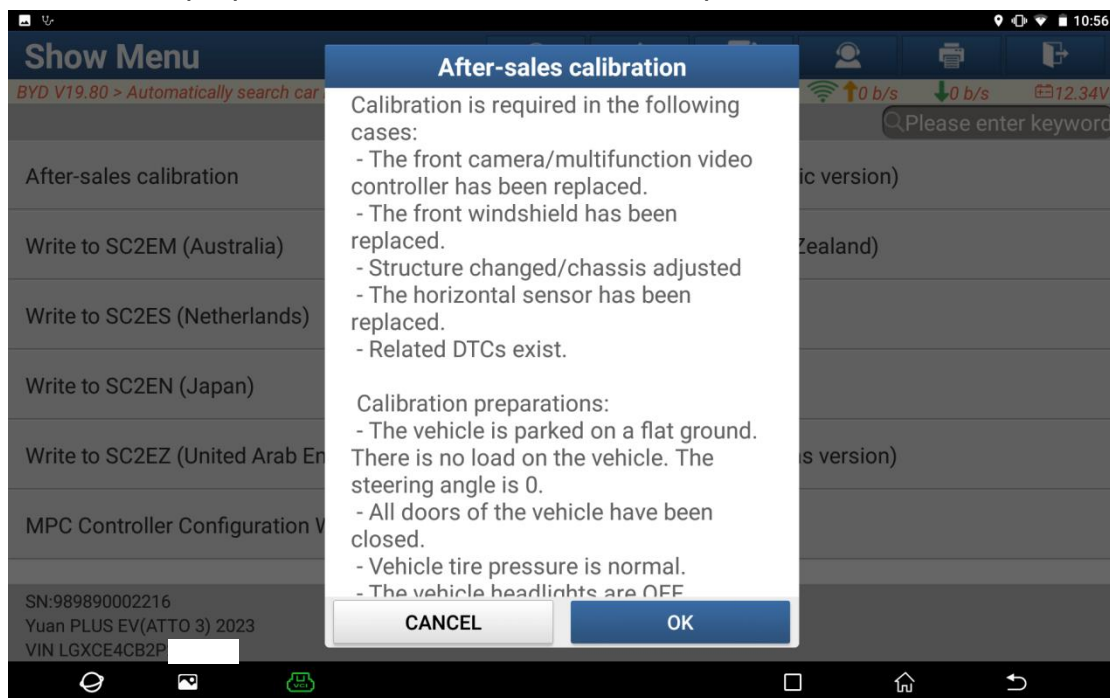 10:56
Show Menu
BYD V19.80 > Automatically search car
0 b/s
0 b/s
12.34V
Please enter keyword
After-sales calibration
ic version)
Write to SC2EM (Australia)
Zealand)
Write to SC2ES (Netherlands)
Write to SC2EN (Japan)
Write to SC2EZ (United Arab Em
s version)
MPC Controller Configuration W
SN:989890002216
Yuan PLUS EV(ATTO 3) 2023
VIN LGXCE4CB2P
After-sales calibration
Calibration is required in the following
cases:
- The front camera/multifunction video
controller has been replaced.
- The front windshield has been
replaced.
- Structure changed/chassis adjusted
- The horizontal sensor has been
replaced.
- Related DTCs exist.
Calibration preparations:
- The vehicle is parked on a flat ground.
There is no load on the vehicle. The
steering angle is 0.
- All doors of the vehicle have been
closed.
- Vehicle tire pressure is normal.
- The vehicle headlights are OFF
CANCEL
OK
VCI